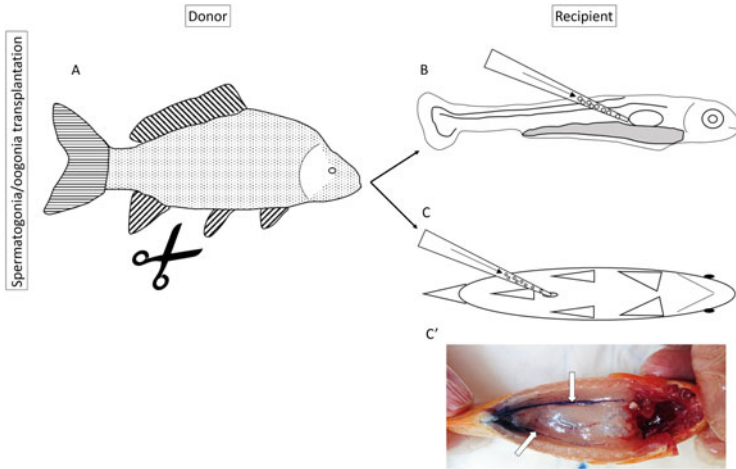 Donor
Recipient
Spermatogonia/oogonia transplantation
A
B
C
C'